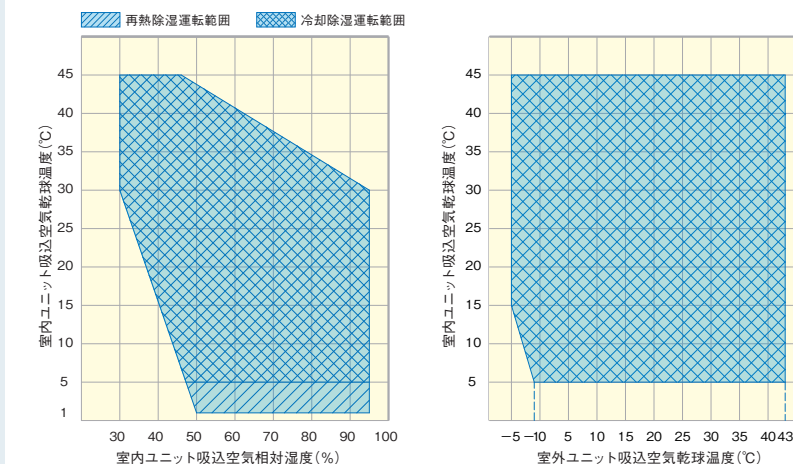 再熱除湿運転範囲 冷却除湿運転範囲
室内ユニット吸込空気乾球温度(℃)
45
40
35
30
25
20
15
10
5
1
30 40 50 60 70 80 90 100
室内ユニット吸込空気相対湿度(%)
室内ユニット吸込空気乾球温度(℃)
45
40
35
30
25
20
15
10
5
−5 −10 5 10 15 20 25 30 35 40 43
室外ユニット吸込空気乾球温度(℃)